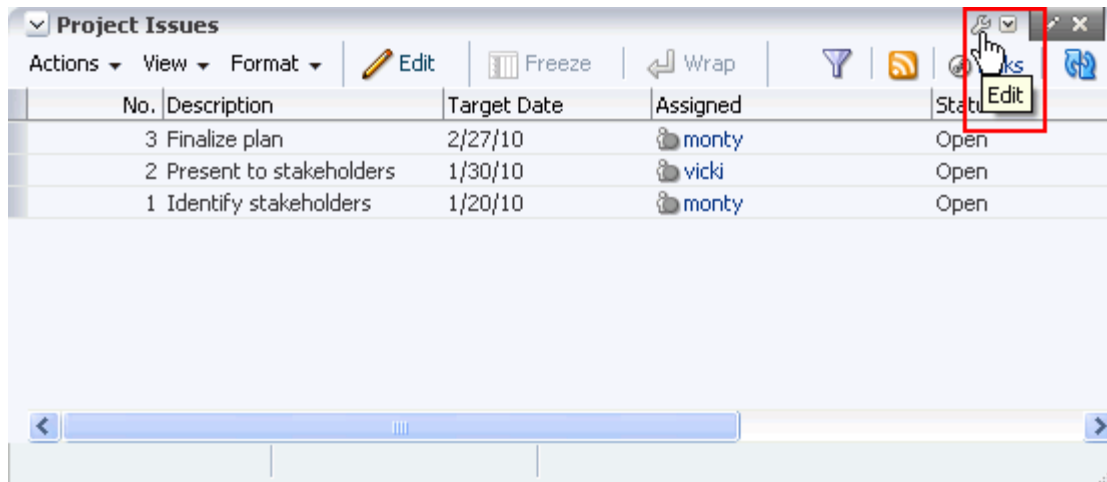 Project Issues
Actions View Format Edit Freeze Wrap
Edit
No. Description Target Date Assigned
3 Finalize plan 2/27/10 monty Open
2 Present to stakeholders 1/30/10 vicki Open
1 Identify stakeholders 1/20/10 monty Open